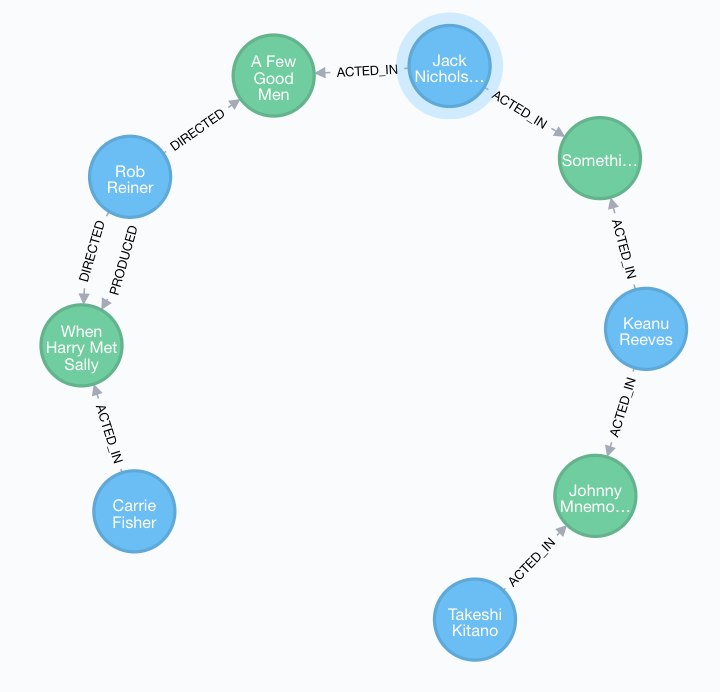 A Few
Good
Men
ACTED_IN
Jack
Nichols…
ACTED_IN
DIRECTED
Somethi…
Rob
Reiner
DIRECTED
PRODUCED
ACTED_IN
When
Harry Met
Sally
Keanu
Reeves
ACTED_IN
ACTED_IN
Carrie
Fisher
Johnny
Mnemo…
ACTED_IN
Takeshi
Kitano